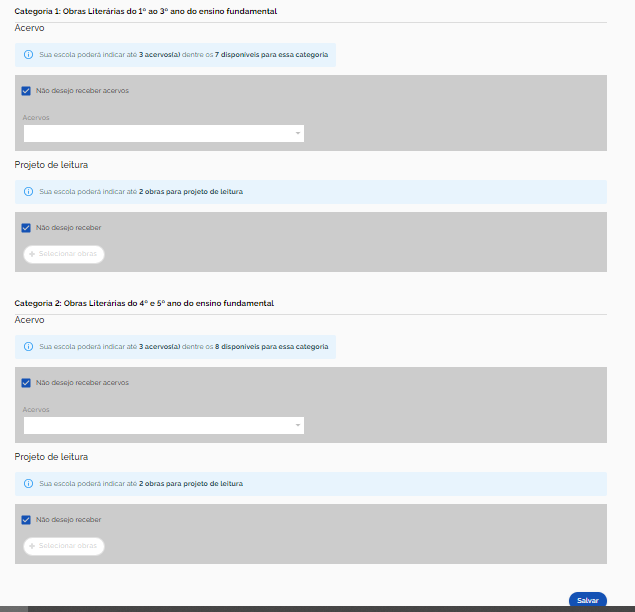 Categoria 1: Obras Literárias do 1º ao 3º ano do ensino fundamental
Acervo
Sua escola poderá indicar até 3 acervos(a) dentre os 7 disponíveis para essa categoria
Não desejo receber acervos
Acervos
Projeto de leitura
Sua escola poderá indicar até 2 obras para projeto de leitura
Não desejo receber
+ Selecionar obras
Categoria 2: Obras Literárias do 4º e 5º ano do ensino fundamental
Acervo
Sua escola poderá indicar até 3 acervos(a) dentre os 8 disponíveis para essa categoria
Não desejo receber acervos
Acervos
Projeto de leitura
Sua escola poderá indicar até 2 obras para projeto de leitura
Não desejo receber
+ Selecionar obras
Salvar